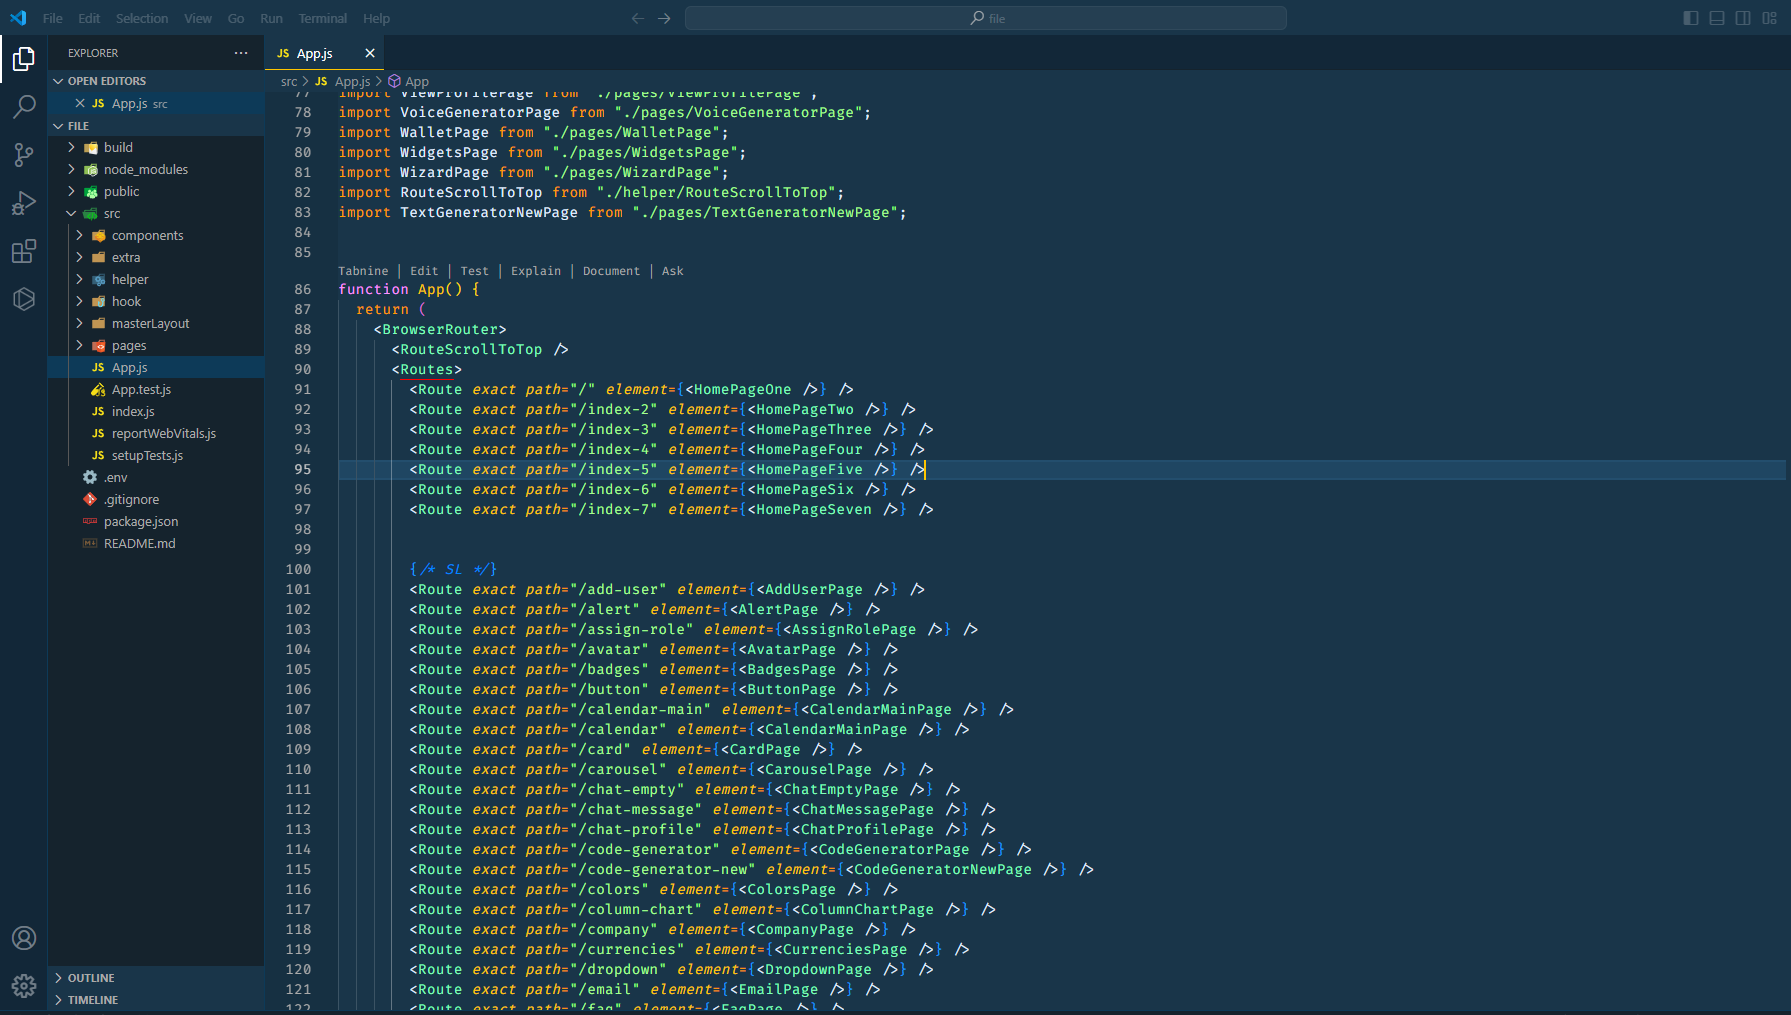 File Edit Selection View Go Run Terminal Help
file
EXPLORER
OPEN EDITORS
JS App.js src
FILE
build
node_modules
public
src
components
extra
helper
hook
masterLayout
pages
JS App.js
App.test.js
JS index.js
JS reportWebVitals.js
JS setupTests.js
.env
.gitignore
package.json
README.md
OUTLINE
TIMELINE
JS App.js
src > JS App.js > App
77 import ViewProfilePage from "./pages/ViewProfilePage";
78 import VoiceGeneratorPage from "./pages/VoiceGeneratorPage";
79 import WalletPage from "./pages/WalletPage";
80 import WidgetsPage from "./pages/WidgetsPage";
81 import WizardPage from "./pages/WizardPage";
82 import RouteScrollToTop from "./helper/RouteScrollToTop";
83 import TextGeneratorNewPage from "./pages/TextGeneratorNewPage";
84
85
Tabnine | Edit | Test | Explain | Document | Ask
86 function App() {
87 return (
88 <BrowserRouter>
89 <RouteScrollToTop />
90 <Routes>
91 <Route exact path="/" element={<HomePageOne />} />
92 <Route exact path="/index-2" element={<HomePageTwo />} />
93 <Route exact path="/index-3" element={<HomePageThree />} />
94 <Route exact path="/index-4" element={<HomePageFour />} />
95 <Route exact path="/index-5" element={<HomePageFive />} />
96 <Route exact path="/index-6" element={<HomePageSix />} />
97 <Route exact path="/index-7" element={<HomePageSeven />} />
98
99
100 {/* SL */}
101 <Route exact path="/add-user" element={<AddUserPage />} />
102 <Route exact path="/alert" element={<AlertPage />} />
103 <Route exact path="/assign-role" element={<AssignRolePage />} />
104 <Route exact path="/avatar" element={<AvatarPage />} />
105 <Route exact path="/badges" element={<BadgesPage />} />
106 <Route exact path="/button" element={<ButtonPage />} />
107 <Route exact path="/calendar-main" element={<CalendarMainPage />} />
108 <Route exact path="/calendar" element={<CalendarMainPage />} />
109 <Route exact path="/card" element={<CardPage />} />
110 <Route exact path="/carousel" element={<CarouselPage />} />
111 <Route exact path="/chat-empty" element={<ChatEmptyPage />} />
112 <Route exact path="/chat-message" element={<ChatMessagePage />} />
113 <Route exact path="/chat-profile" element={<ChatProfilePage />} />
114 <Route exact path="/code-generator" element={<CodeGeneratorPage />} />
115 <Route exact path="/code-generator-new" element={<CodeGeneratorNewPage />} />
116 <Route exact path="/colors" element={<ColorsPage />} />
117 <Route exact path="/column-chart" element={<ColumnChartPage />} />
118 <Route exact path="/company" element={<CompanyPage />} />
119 <Route exact path="/currencies" element={<CurrenciesPage />} />
120 <Route exact path="/dropdown" element={<DropdownPage />} />
121 <Route exact path="/email" element={<EmailPage />} />
122 <Route exact path="/faq" element={<FaqPage />} />